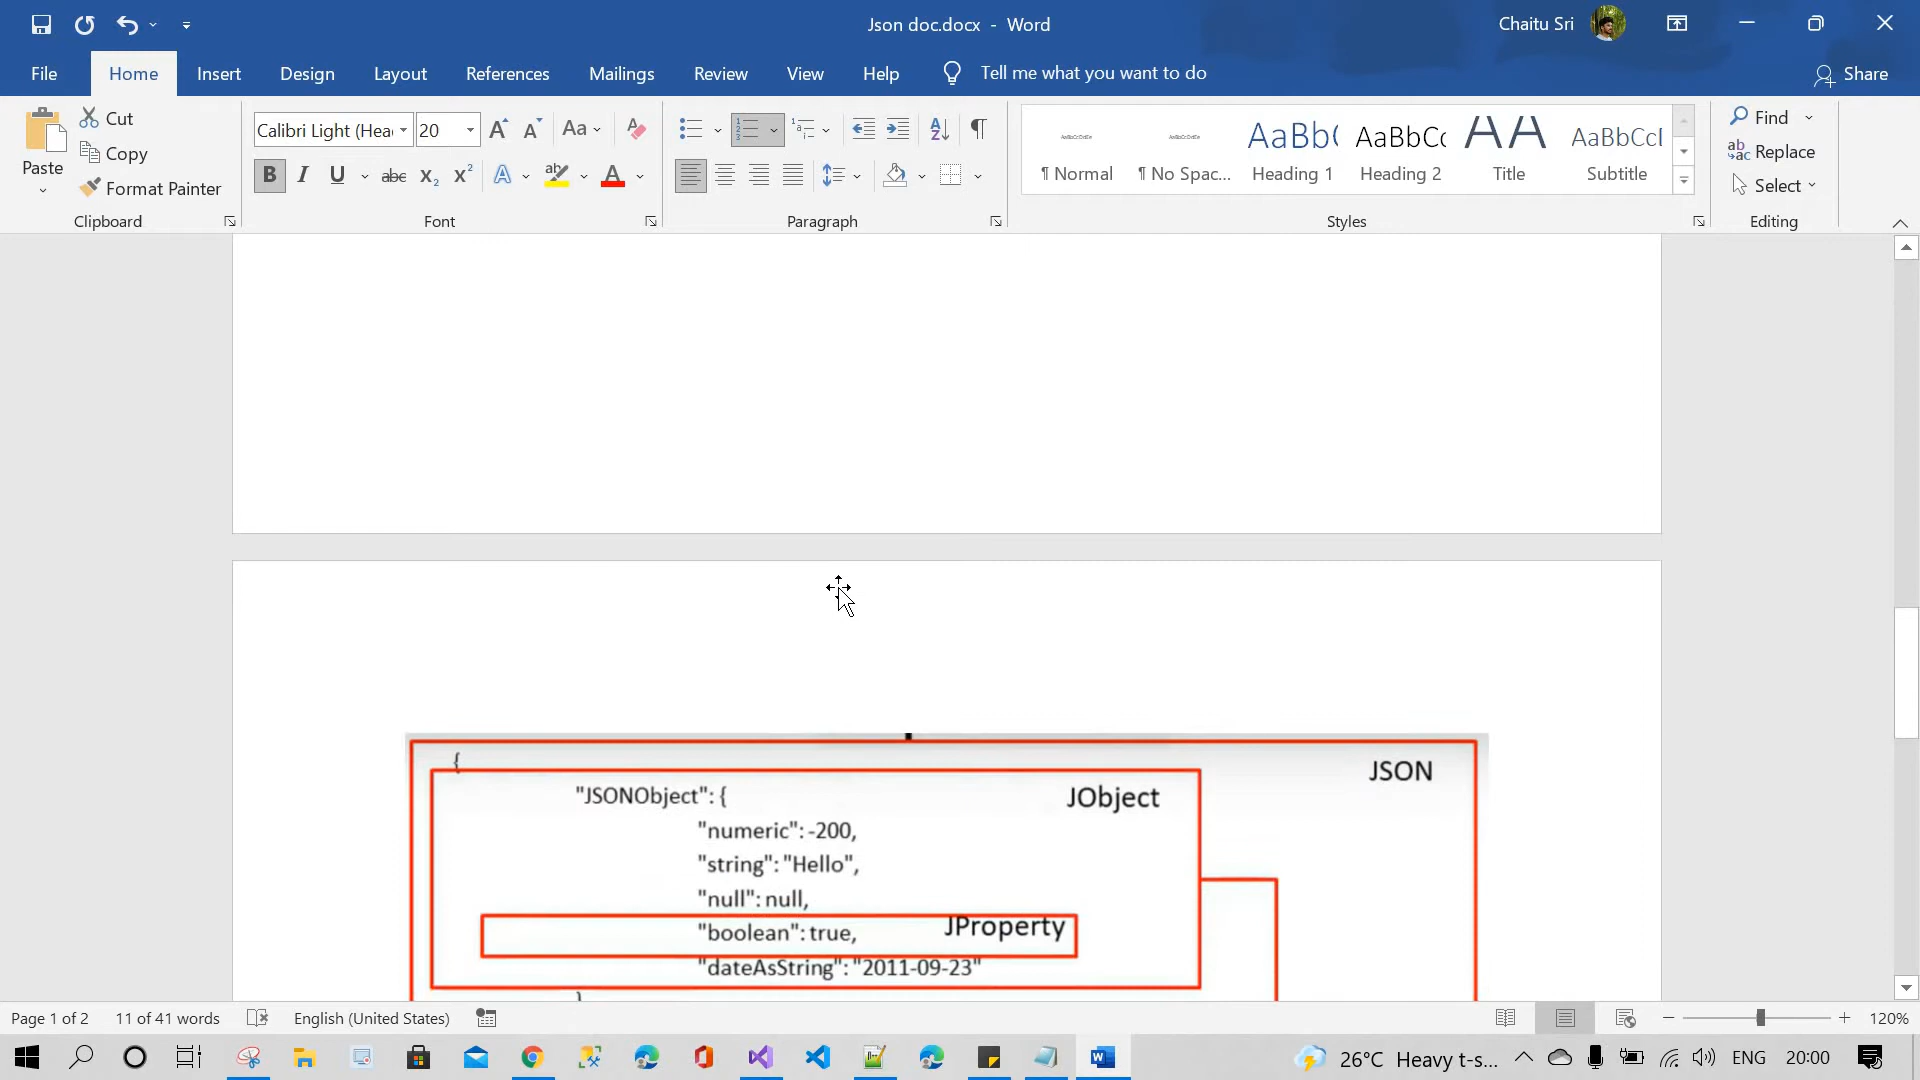 Json doc.docx - Word
Chaitu Sri
File Home Insert Design Layout References Mailings Review View Help Tell me what you want to do Share
Paste
Cut
Copy
Format Painter
Clipboard
Calibri Light (Hea 20
Font
Paragraph
¶ Normal
¶ No Spac...
Heading 1
Heading 2
Title
Subtitle
Styles
Find
Replace
Select
Editing
{
JSON
"JSONObject": {
JObject
"numeric": -200,
"string": "Hello",
"null": null,
"boolean": true,
JProperty
"dateAsString": "2011-09-23"
}
Page 1 of 2 11 of 41 words English (United States) 120%
26°C Heavy t-s... ENG 20:00